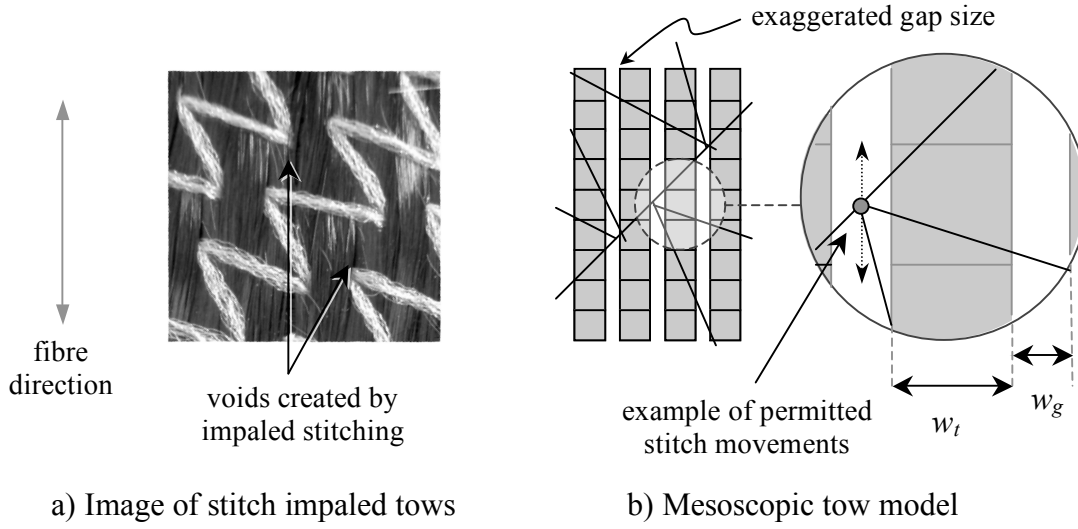 exaggerated gap size
fibre
direction
voids created by
impaled stitching
example of permitted
stitch movements
w_t
w_g
a) Image of stitch impaled tows
b) Mesoscopic tow model